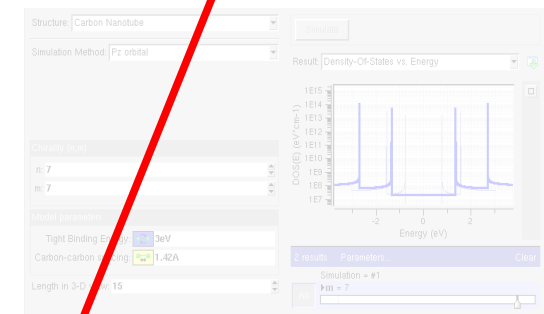 Structure: Carbon Nanotube
Simulation Method: Pz orbital
Chirality (n,m)
n: 7
m: 7
Model parameters
Tight Binding Energy: 3eV
Carbon-carbon spacing: 1.42A
Length in 3-D view: 15
Simulate
Result: Density-Of-States vs. Energy
DOS(E) (eV*cm-1)
1E15
1E14
1E13
1E12
1E11
1E10
1E9
1E8
1E7
-2 0 2
Energy (eV)
2 results Parameters... Clear
Simulation = #1
All
m = 7